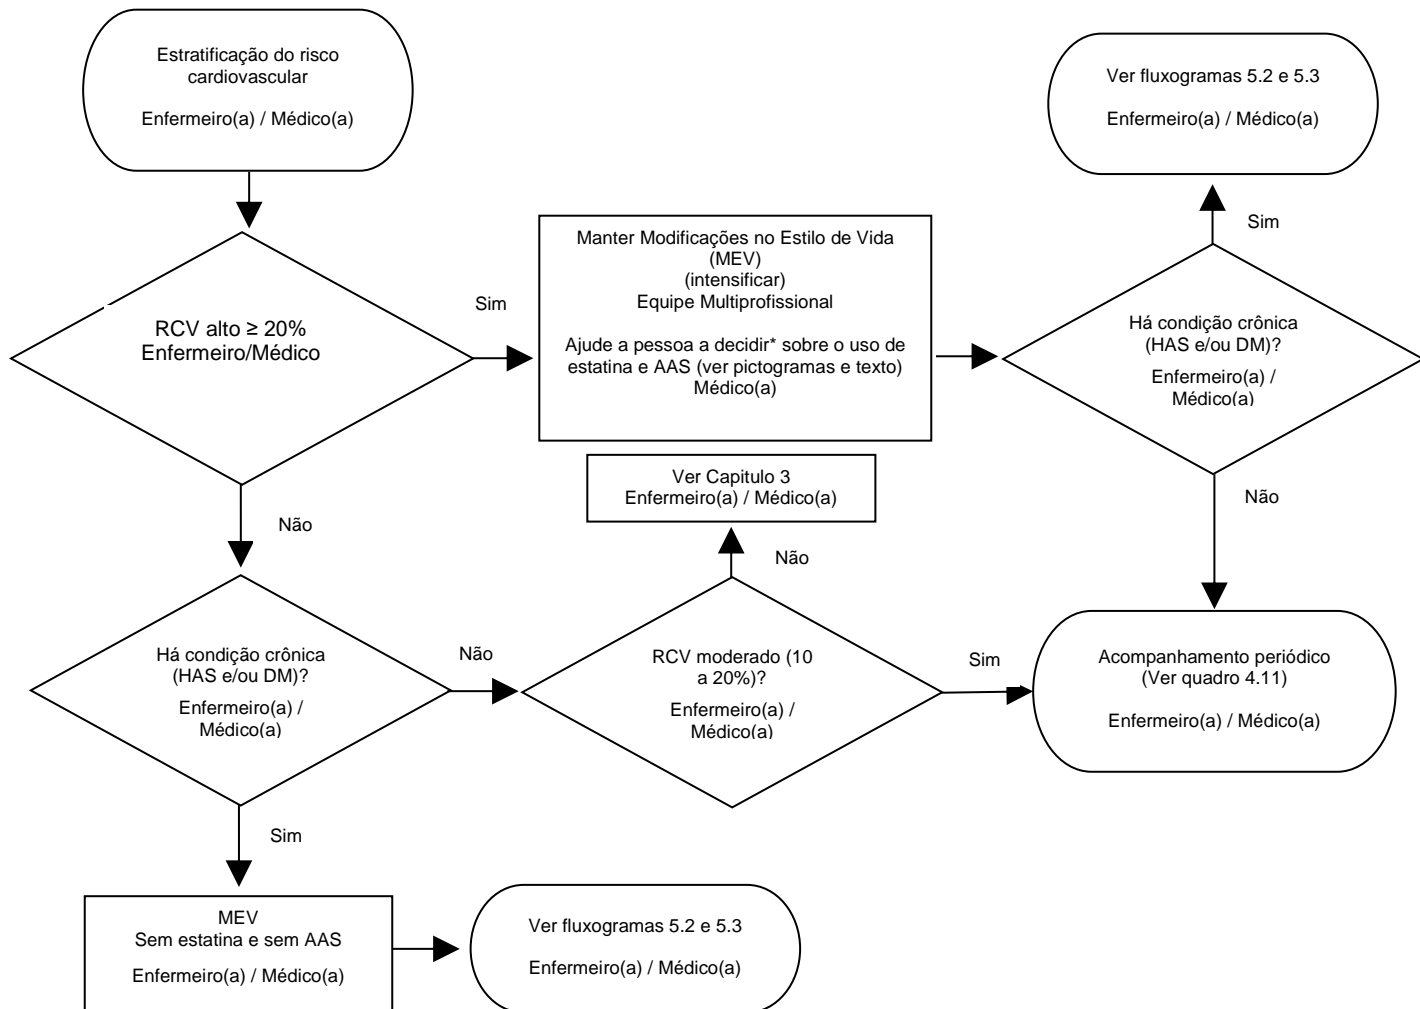 Estratificação do risco
cardiovascular
Enfermeiro(a) / Médico(a)
Ver fluxogramas 5.2 e 5.3
Enfermeiro(a) / Médico(a)
Sim
Manter Modificações no Estilo de Vida
(MEV)
(intensificar)
Equipe Multiprofissional
Ajude a pessoa a decidir* sobre o uso de
estatina e AAS (ver pictogramas e texto)
Médico(a)
Sim
RCV alto ≥ 20%
Enfermeiro/Médico
Há condição crônica
(HAS e/ou DM)?
Enfermeiro(a) /
Médico(a)
Ver Capitulo 3
Enfermeiro(a) / Médico(a)
Não
Não
Não
Há condição crônica
(HAS e/ou DM)?
Enfermeiro(a) /
Médico(a)
Não
RCV moderado (10
a 20%)?
Enfermeiro(a) /
Médico(a)
Sim
Acompanhamento periódico
(Ver quadro 4.11)
Enfermeiro(a) / Médico(a)
Sim
MEV
Sem estatina e sem AAS
Enfermeiro(a) / Médico(a)
Ver fluxogramas 5.2 e 5.3
Enfermeiro(a) / Médico(a)